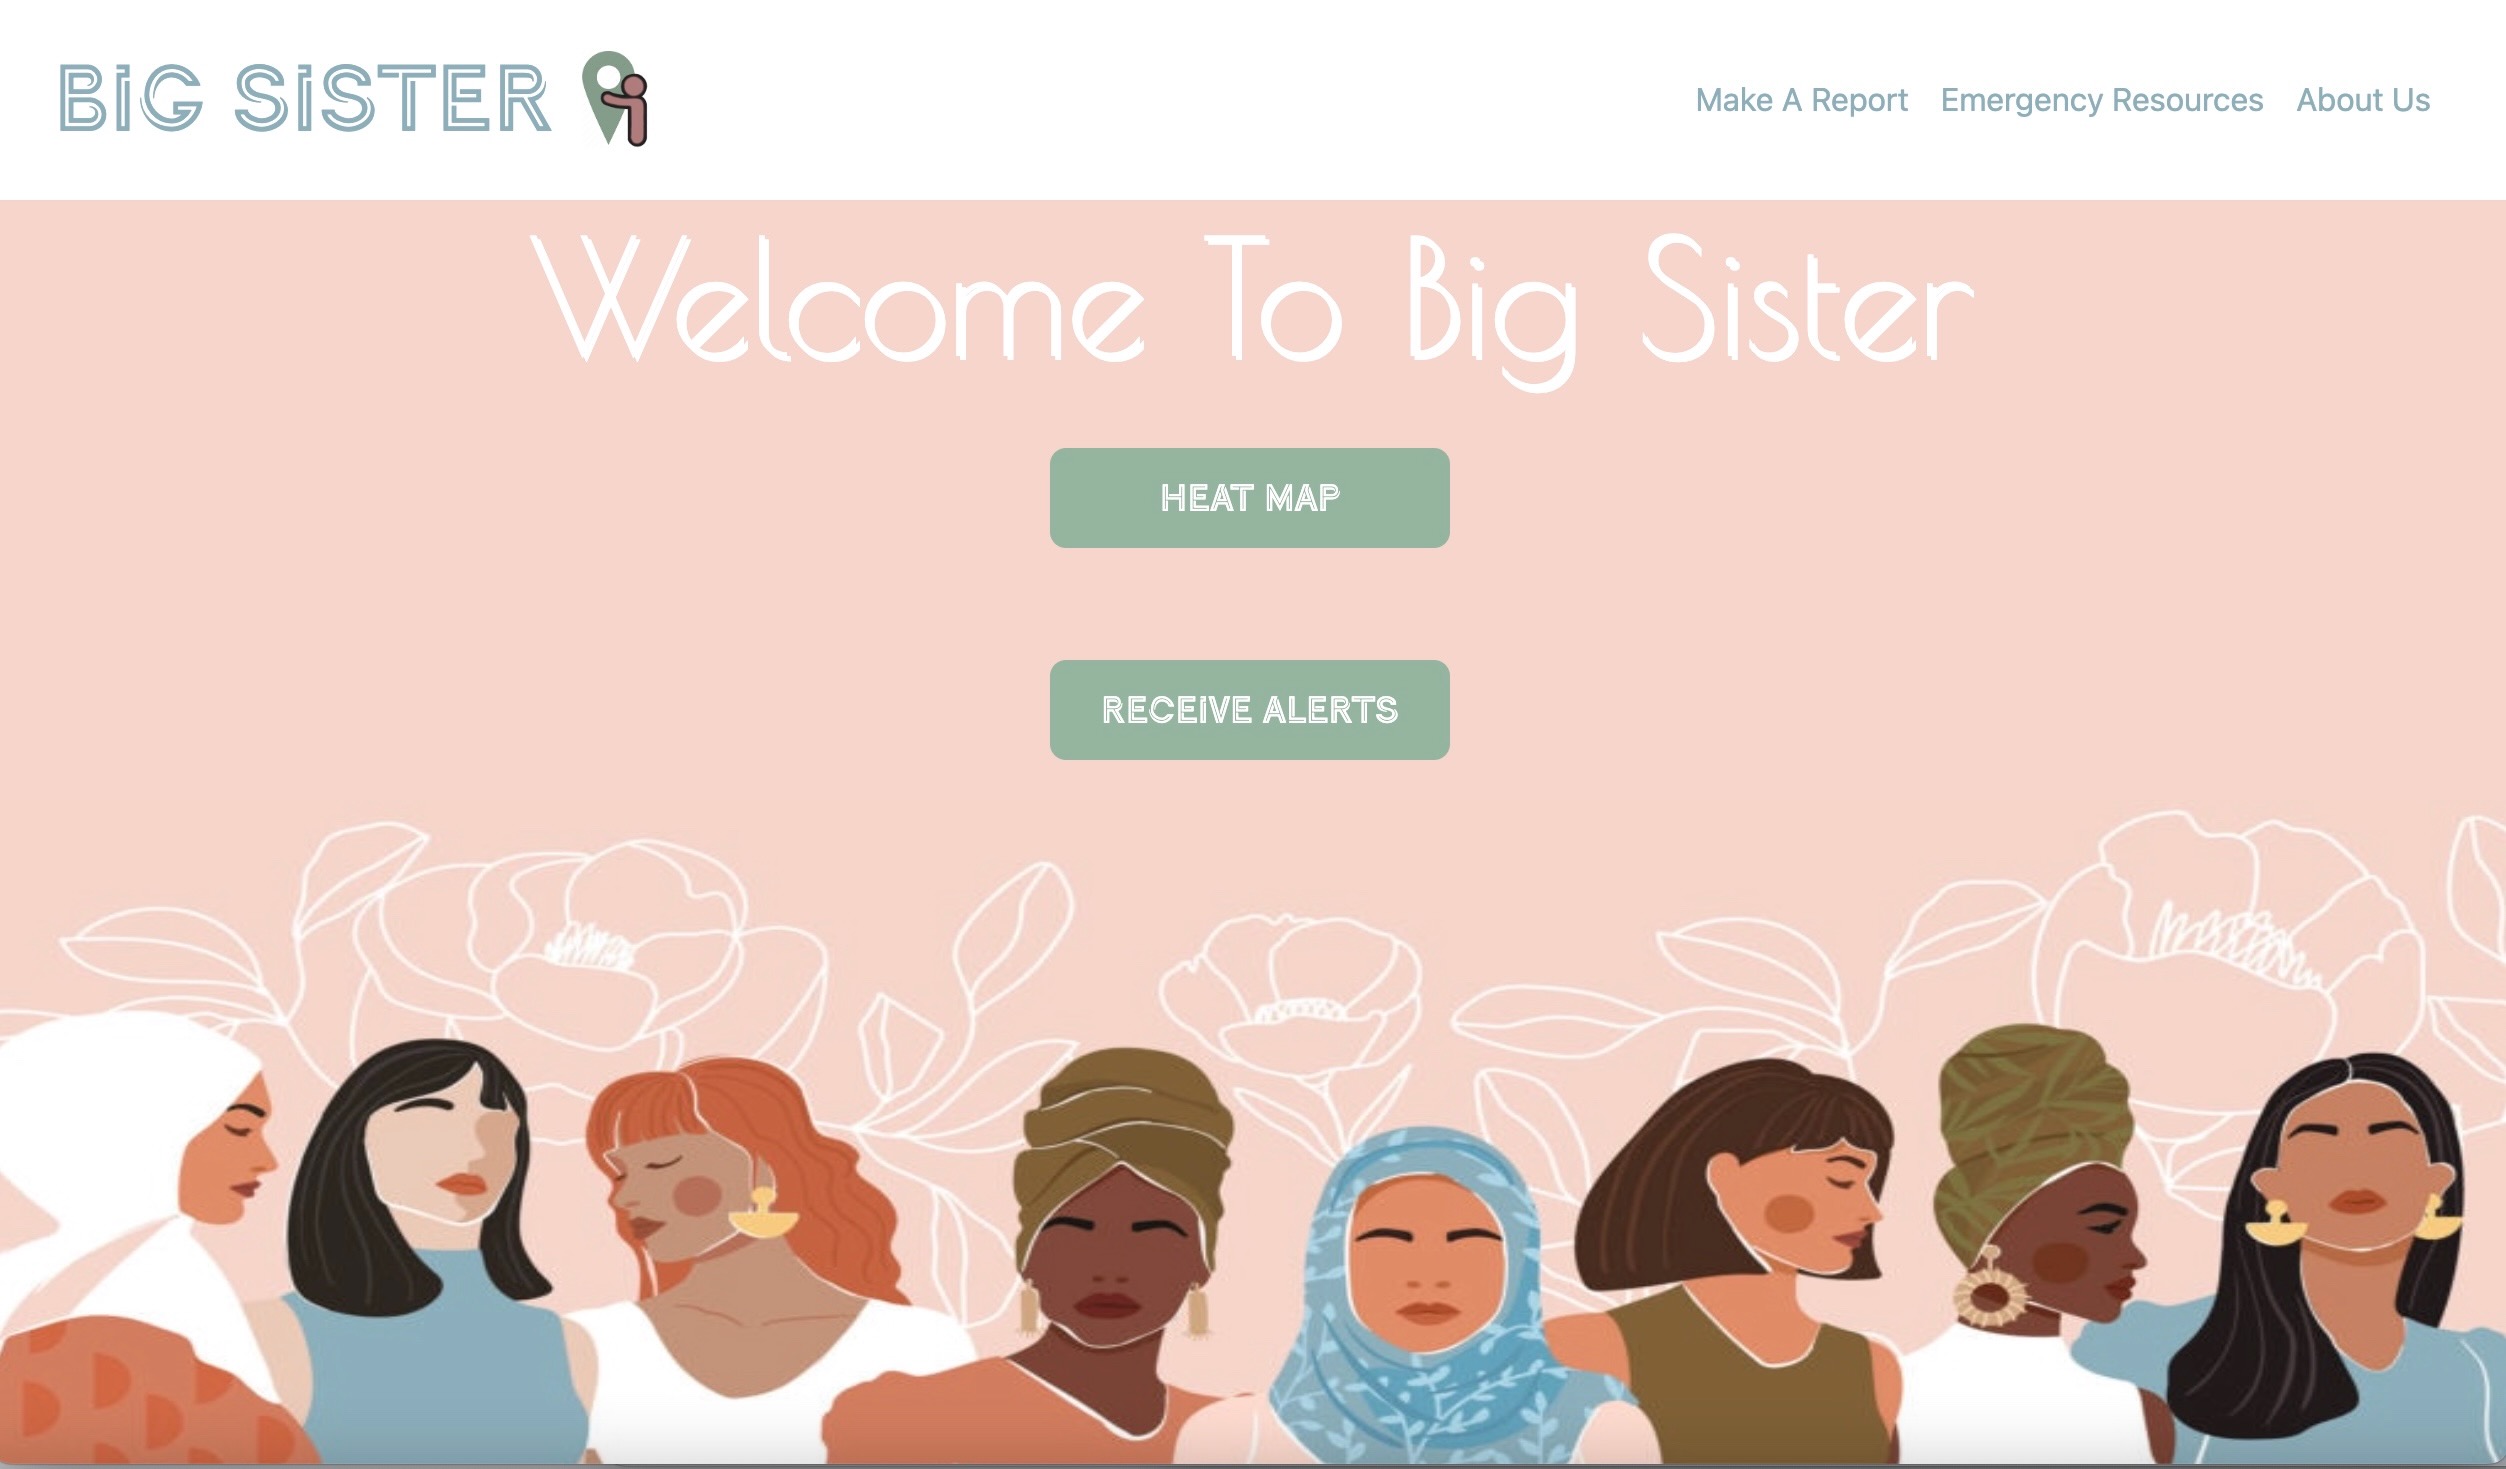 BiG SiSTER
Make A Report Emergency Resources About Us
Welcome To Big Sister
HEAT MAP
RECEiVE ALERTS